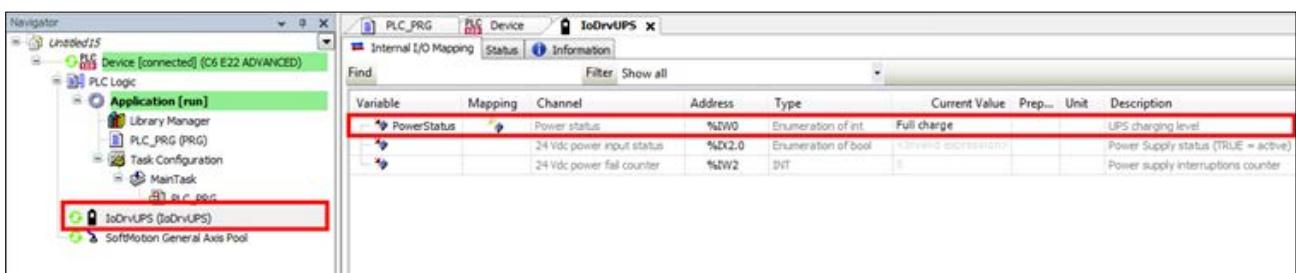 Navigator
Untitled15
Device [connected] (C6 E22 ADVANCED)
PLC Logic
Application [run]
Library Manager
PLC_PRG (PRG)
Task Configuration
MainTask
PLC_PRG
IoDrvUPS (IoDrvUPS)
SoftMotion General Axis Pool
PLC_PRG Device IoDrvUPS
Internal I/O Mapping Status Information
Find Filter Show all
Variable Mapping Channel Address Type Current Value Prep... Unit Description
PowerStatus Power status %IW0 Enumeration of int Full charge UPS charging level
24 Vdc power input status %IX2.0 Enumeration of bool <Invalid expression> Power Supply status (TRUE = active)
24 Vdc power fail counter %IW2 INT Power supply interruptions counter